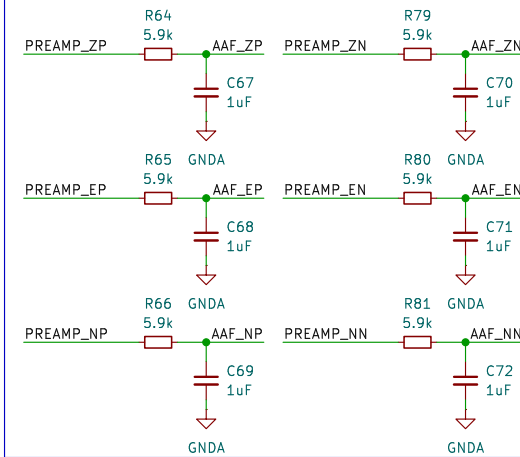 R64
5.9k
PREAMP_ZP
AAF_ZP
C67
1uF
GNDA
R79
5.9k
PREAMP_ZN
AAF_ZN
C70
1uF
GNDA
R65
5.9k
PREAMP_EP
AAF_EP
C68
1uF
GNDA
R80
5.9k
PREAMP_EN
AAF_EN
C71
1uF
GNDA
R66
5.9k
PREAMP_NP
AAF_NP
C69
1uF
GNDA
R81
5.9k
PREAMP_NN
AAF_NN
C72
1uF
GNDA